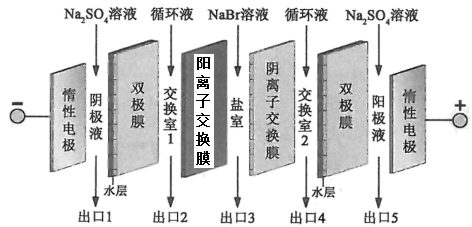 Na₂SO₄溶液 循环液 NaBr溶液 循环液 Na₂SO₄溶液
惰性电极
阴极液
双极膜
交换室1
阳离子交换膜
盐室
阴离子交换膜
交换室2
双极膜
阳极液
惰性电极
−
+
水层
水层
出口1 出口2 出口3 出口4 出口5